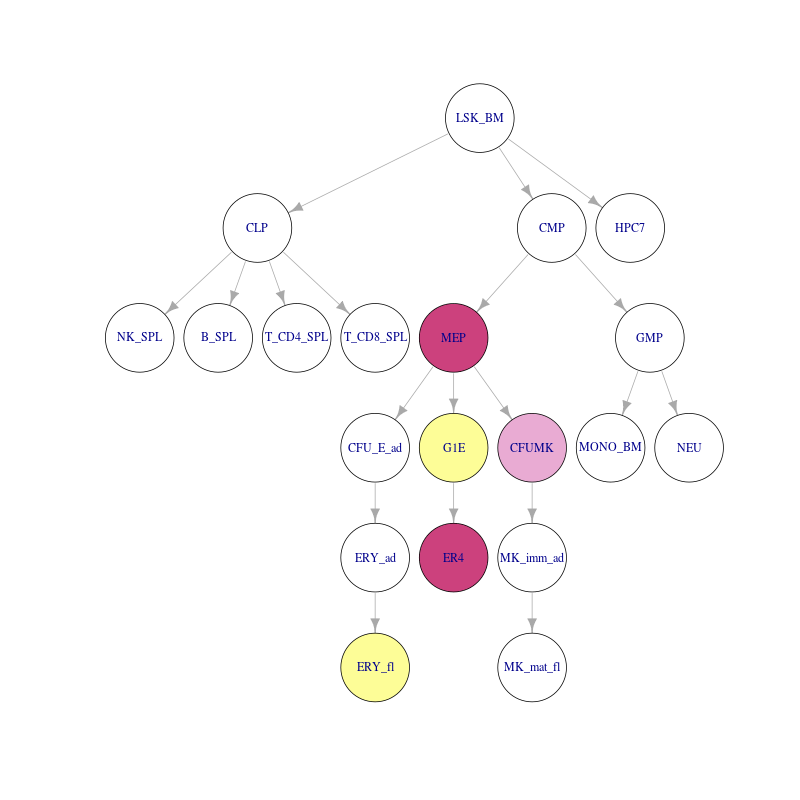 LSK_BM
CLP
CMP
HPC7
NK_SPL
B_SPL
T_CD4_SPL
T_CD8_SPL
MEP
GMP
CFU_E_ad
G1E
CFUMK
MONO_BM
NEU
ERY_ad
ER4
MK_imm_ad
ERY_fl
MK_mat_fl